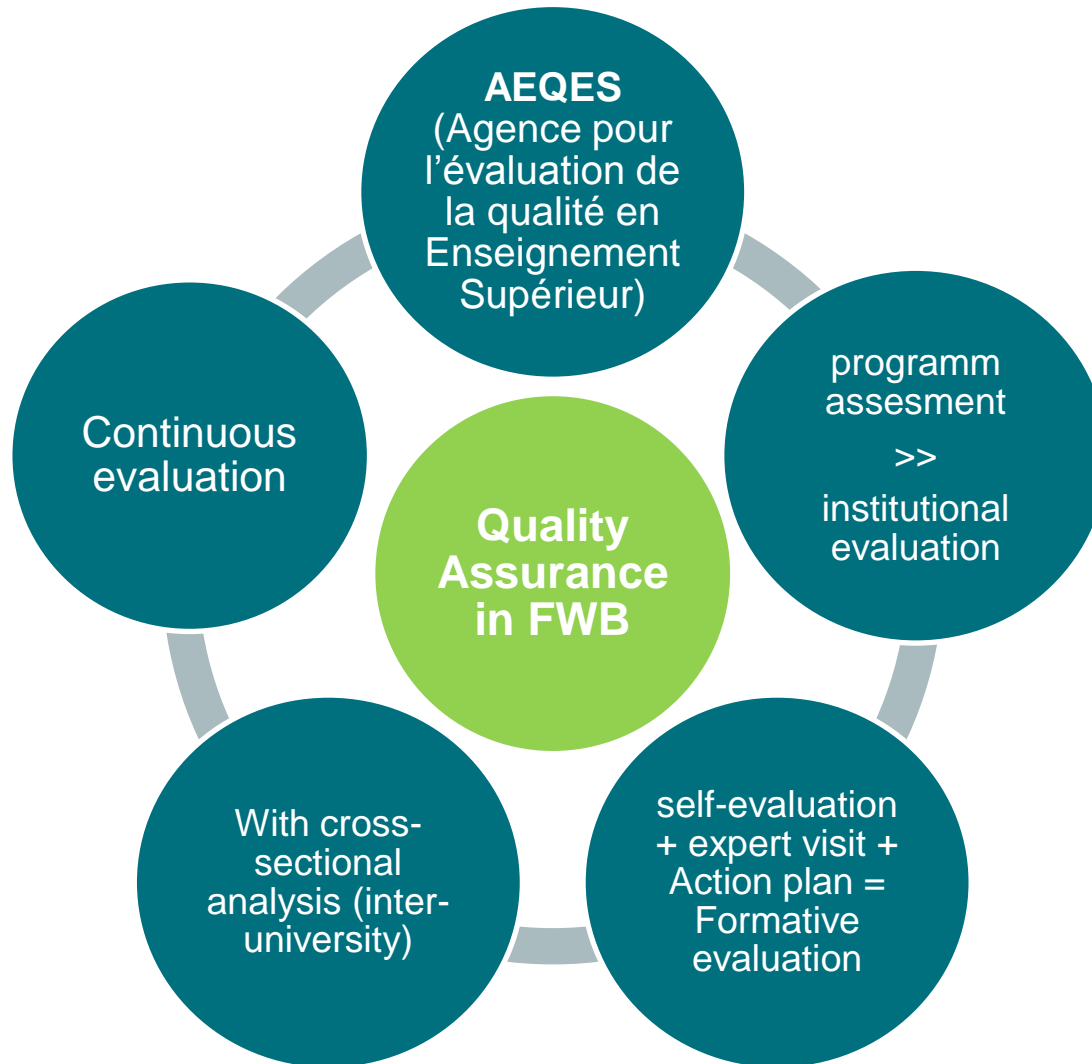 AEQES
(Agence pour
l’évaluation de
la qualité en
Enseignement
Supérieur)
programm
assesment
>>
institutional
evaluation
self-evaluation
+ expert visit +
Action plan =
Formative
evaluation
With cross-
sectional
analysis (inter-
university)
Continuous
evaluation
Quality
Assurance
in FWB